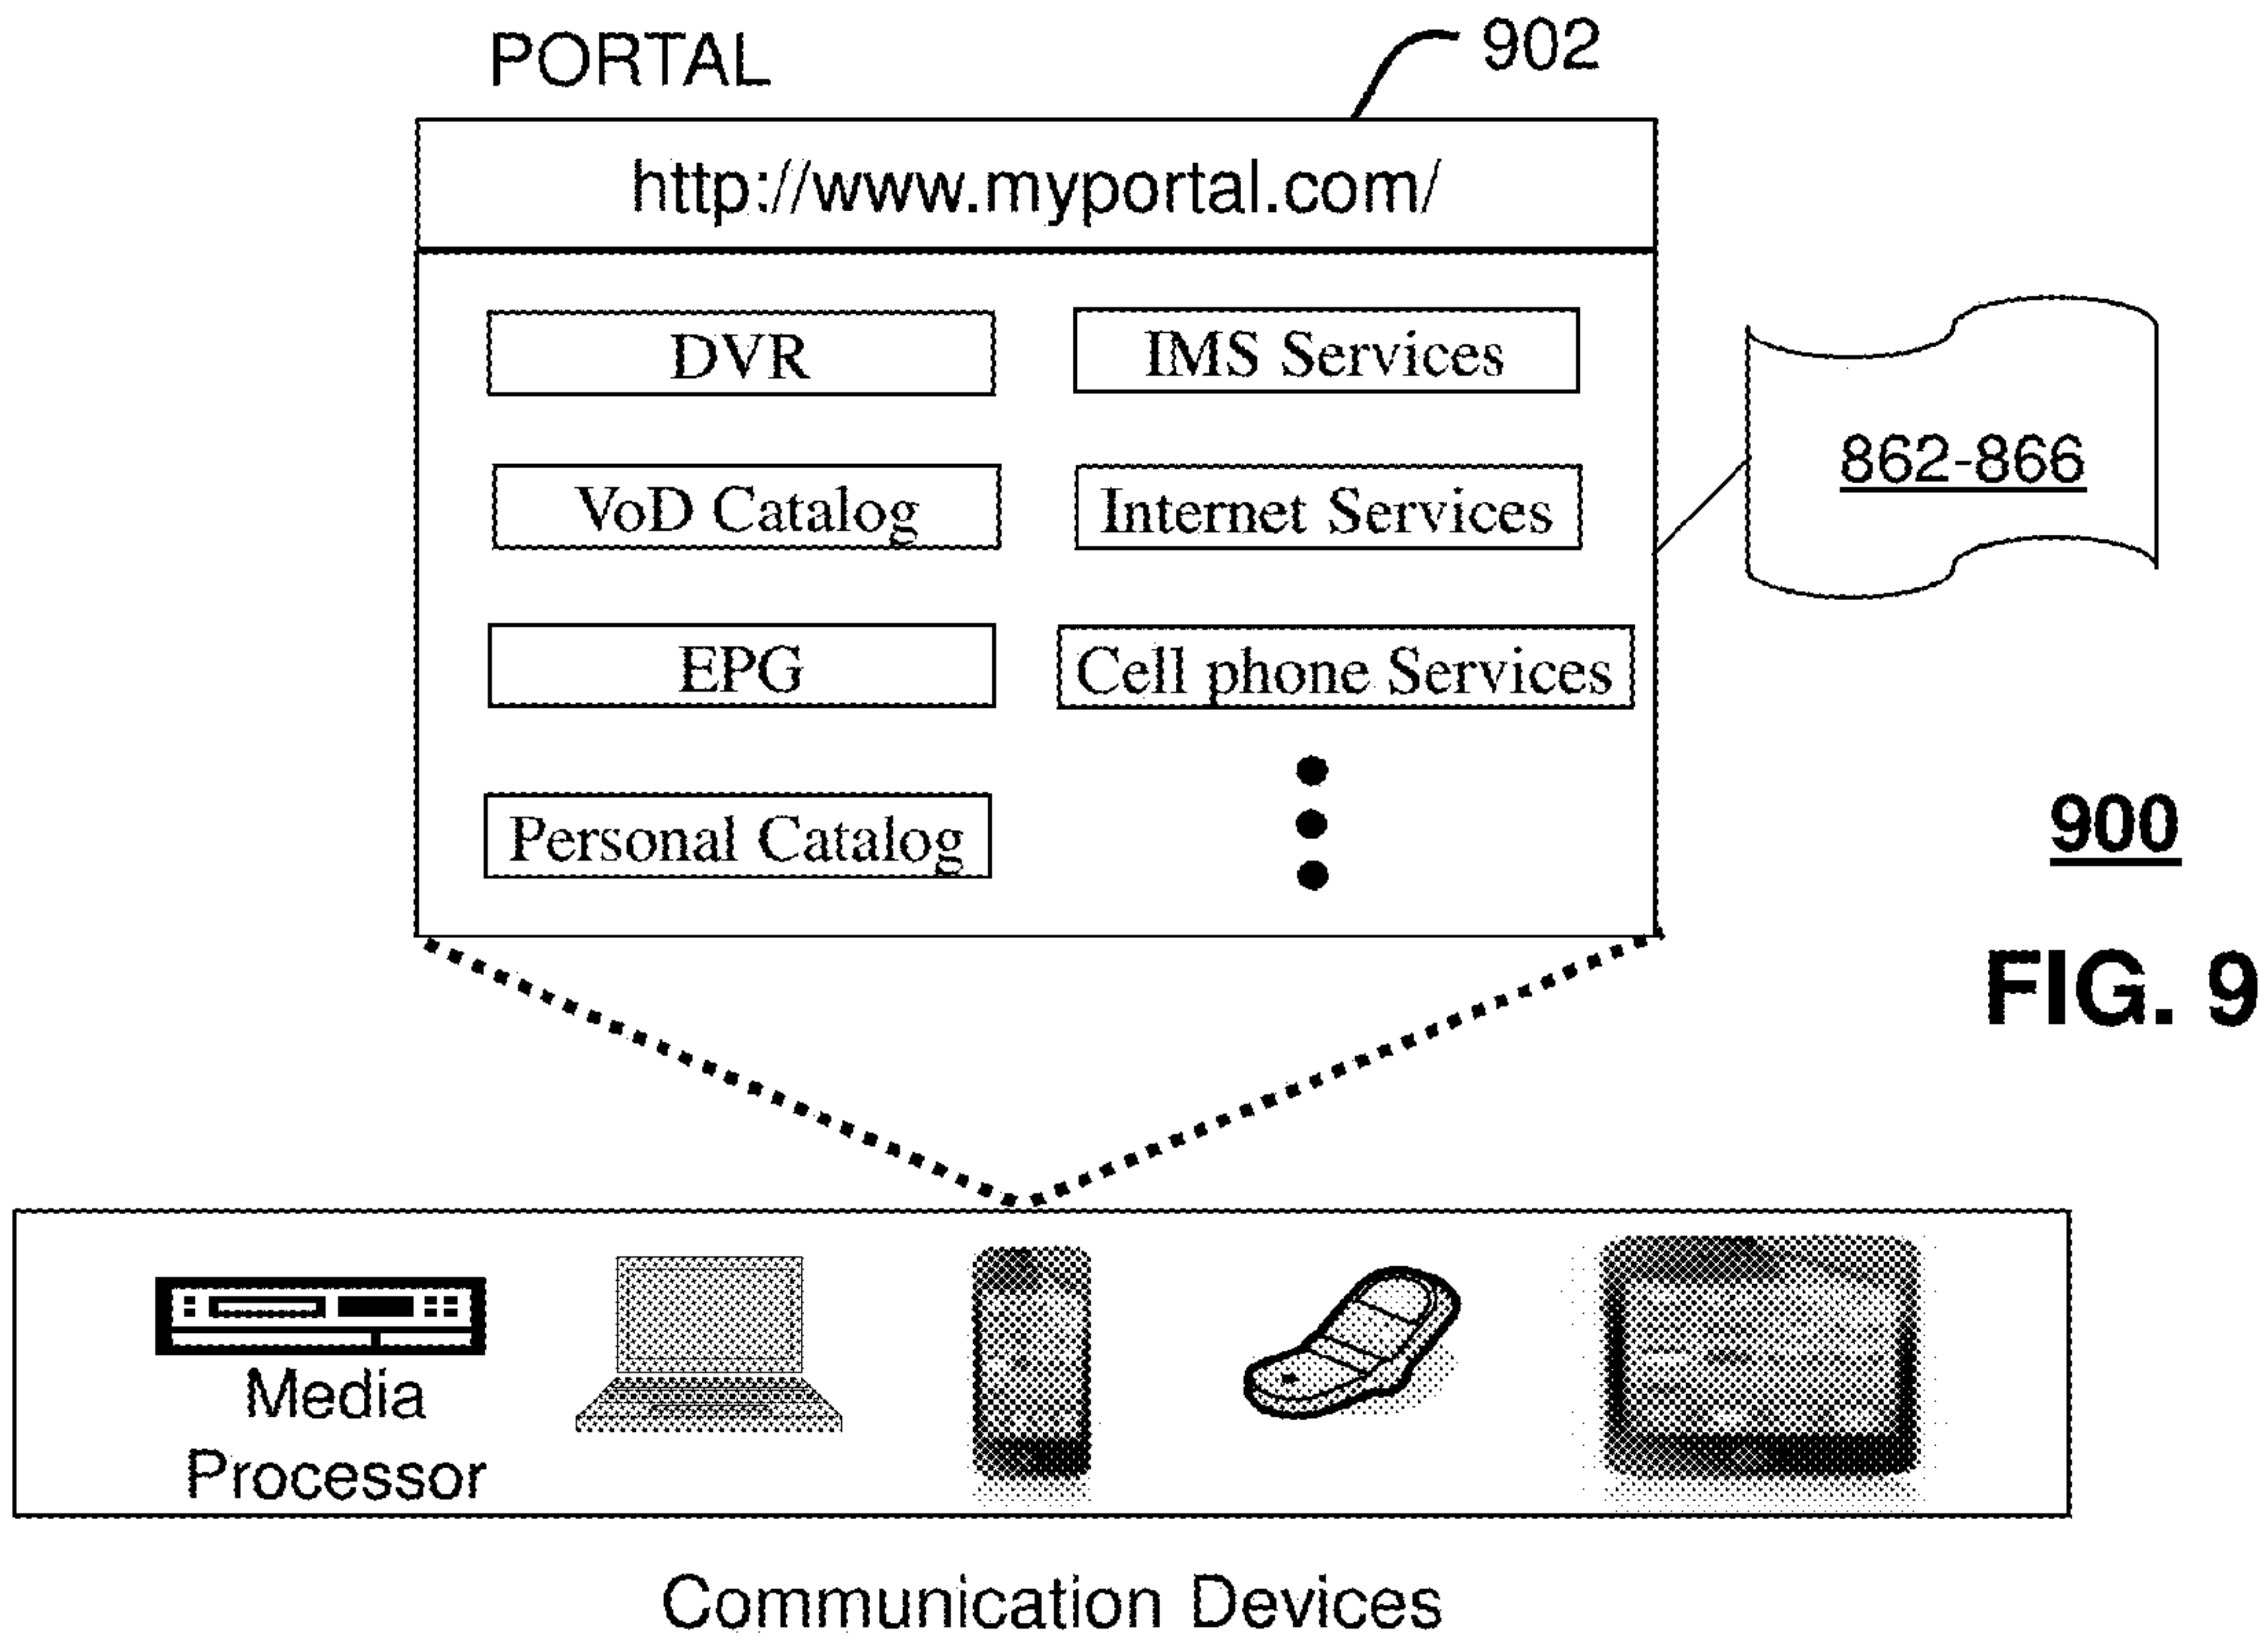 PORTAL
902
http://www.myportal.com/
DVR
IMS Services
VoD Catalog
Internet Services
862-866
EPG
Cell phone Services
Personal Catalog
900
FIG. 9
Media
Processor
Communication Devices